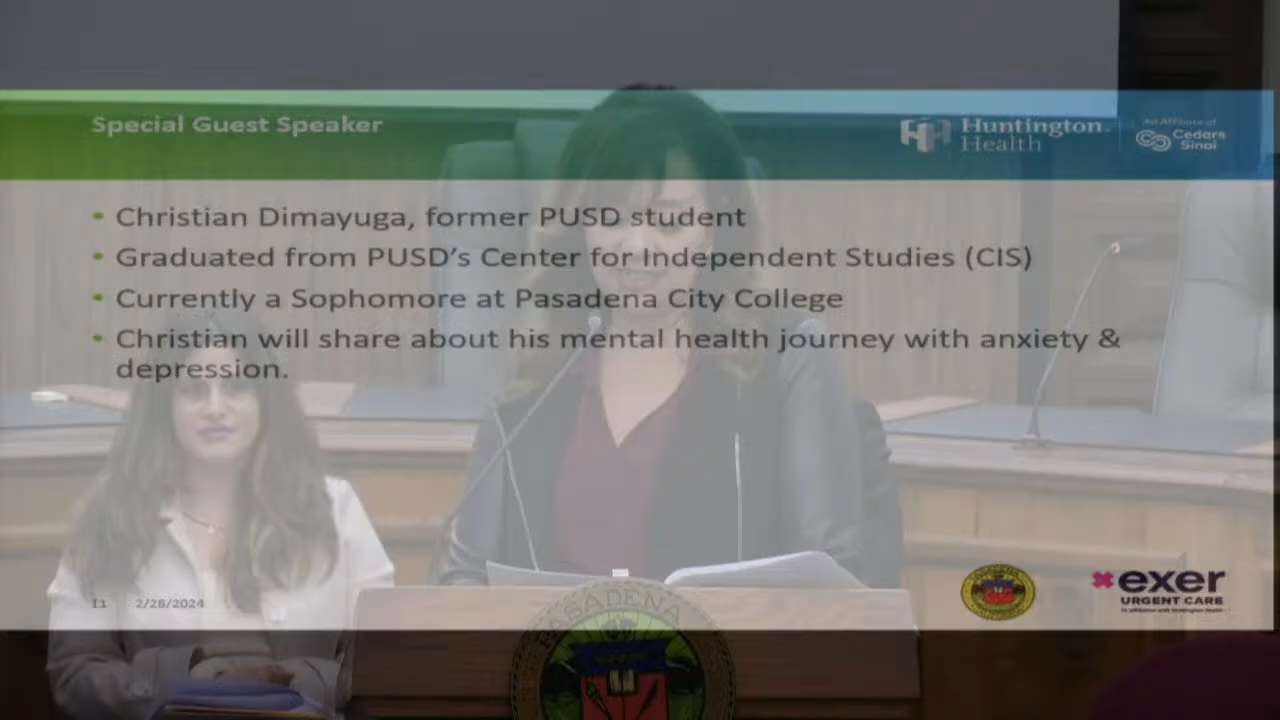 Special Guest Speaker
Huntington
Health
An Affiliate of
Cedars
Sinai
• Christian Dimayuga, former PUSD student
• Graduated from PUSD’s Center for Independent Studies (CIS)
• Currently a Sophomore at Pasadena City College
• Christian will share about his mental health journey with anxiety &
depression.
11 2/28/2024
exer
URGENT CARE
PASADENA